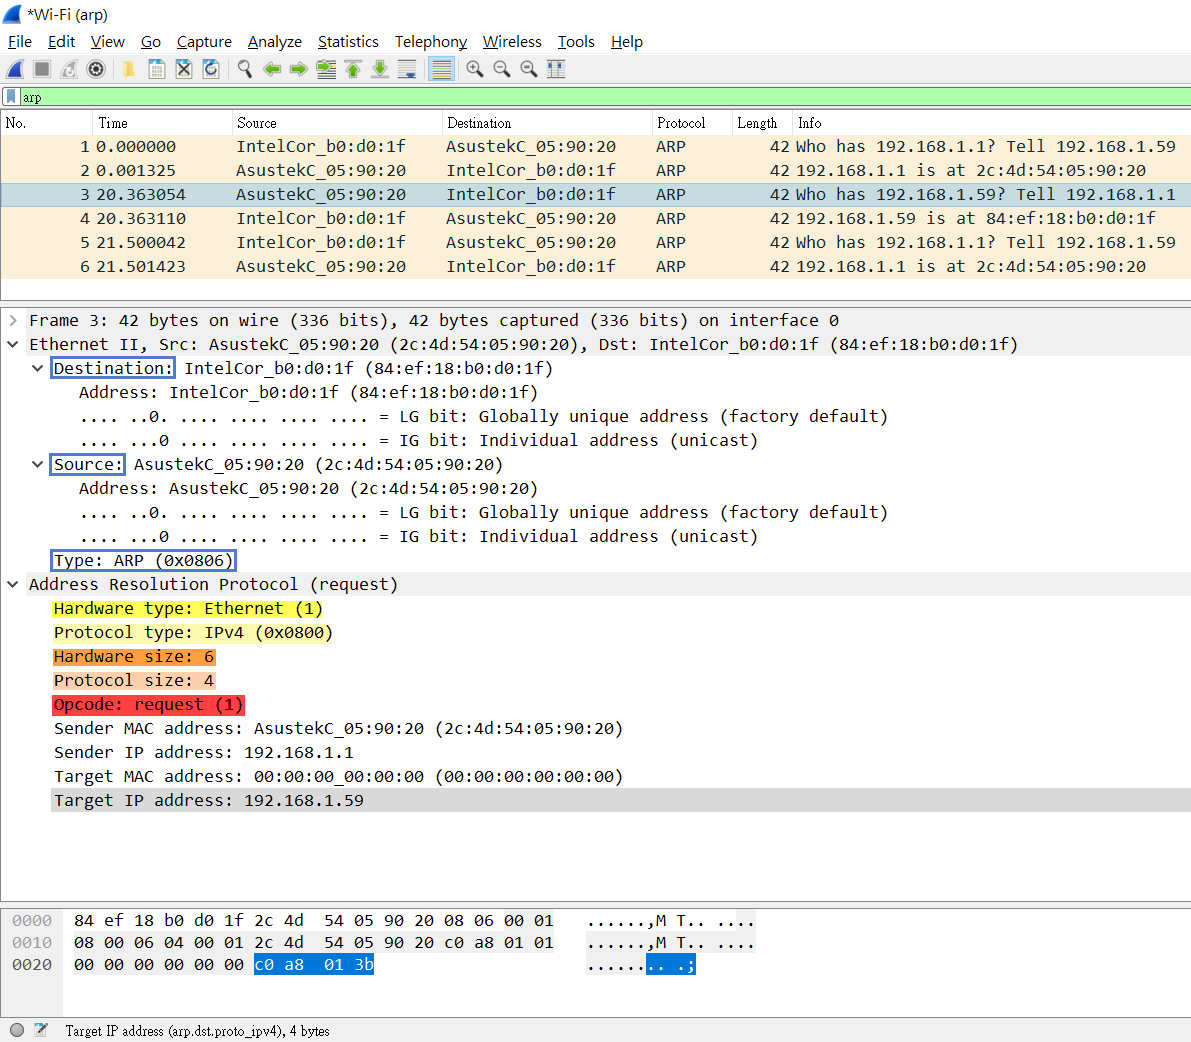 *Wi-Fi (arp)
File Edit View Go Capture Analyze Statistics Telephony Wireless Tools Help
arp
No. Time Source Destination Protocol Length Info
1 0.000000 IntelCor_b0:d0:1f AsustekC_05:90:20 ARP 42 Who has 192.168.1.1? Tell 192.168.1.59
2 0.001325 AsustekC_05:90:20 IntelCor_b0:d0:1f ARP 42 192.168.1.1 is at 2c:4d:54:05:90:20
3 20.363054 AsustekC_05:90:20 IntelCor_b0:d0:1f ARP 42 Who has 192.168.1.59? Tell 192.168.1.1
4 20.363110 IntelCor_b0:d0:1f AsustekC_05:90:20 ARP 42 192.168.1.59 is at 84:ef:18:b0:d0:1f
5 21.500042 IntelCor_b0:d0:1f AsustekC_05:90:20 ARP 42 Who has 192.168.1.1? Tell 192.168.1.59
6 21.501423 AsustekC_05:90:20 IntelCor_b0:d0:1f ARP 42 192.168.1.1 is at 2c:4d:54:05:90:20
Frame 3: 42 bytes on wire (336 bits), 42 bytes captured (336 bits) on interface 0
Ethernet II, Src: AsustekC_05:90:20 (2c:4d:54:05:90:20), Dst: IntelCor_b0:d0:1f (84:ef:18:b0:d0:1f)
Destination: IntelCor_b0:d0:1f (84:ef:18:b0:d0:1f)
Address: IntelCor_b0:d0:1f (84:ef:18:b0:d0:1f)
.... ..0. .... .... .... .... = LG bit: Globally unique address (factory default)
.... ...0 .... .... .... .... = IG bit: Individual address (unicast)
Source: AsustekC_05:90:20 (2c:4d:54:05:90:20)
Address: AsustekC_05:90:20 (2c:4d:54:05:90:20)
.... ..0. .... .... .... .... = LG bit: Globally unique address (factory default)
.... ...0 .... .... .... .... = IG bit: Individual address (unicast)
Type: ARP (0x0806)
Address Resolution Protocol (request)
Hardware type: Ethernet (1)
Protocol type: IPv4 (0x0800)
Hardware size: 6
Protocol size: 4
Opcode: request (1)
Sender MAC address: AsustekC_05:90:20 (2c:4d:54:05:90:20)
Sender IP address: 192.168.1.1
Target MAC address: 00:00:00_00:00:00 (00:00:00:00:00:00)
Target IP address: 192.168.1.59
0000 84 ef 18 b0 d0 1f 2c 4d 54 05 90 20 08 06 00 01 ......,M T.. ....
0010 08 00 06 04 00 01 2c 4d 54 05 90 20 c0 a8 01 01 ......,M T.. ....
0020 00 00 00 00 00 00 c0 a8 01 3b ........ .;
Target IP address (arp.dst.proto_ipv4), 4 bytes